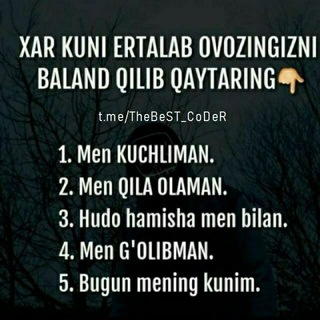 XAR KUNI ERTALAB OVOZINGIZNI
BALAND QILIB QAYTARING👇
t.me/TheBeST_CoDeR
1. Men KUCHLIMAN.
2. Men QILA OLAMAN.
3. Hudo hamisha men bilan.
4. Men G'OLIBMAN.
5. Bugun mening kunim.